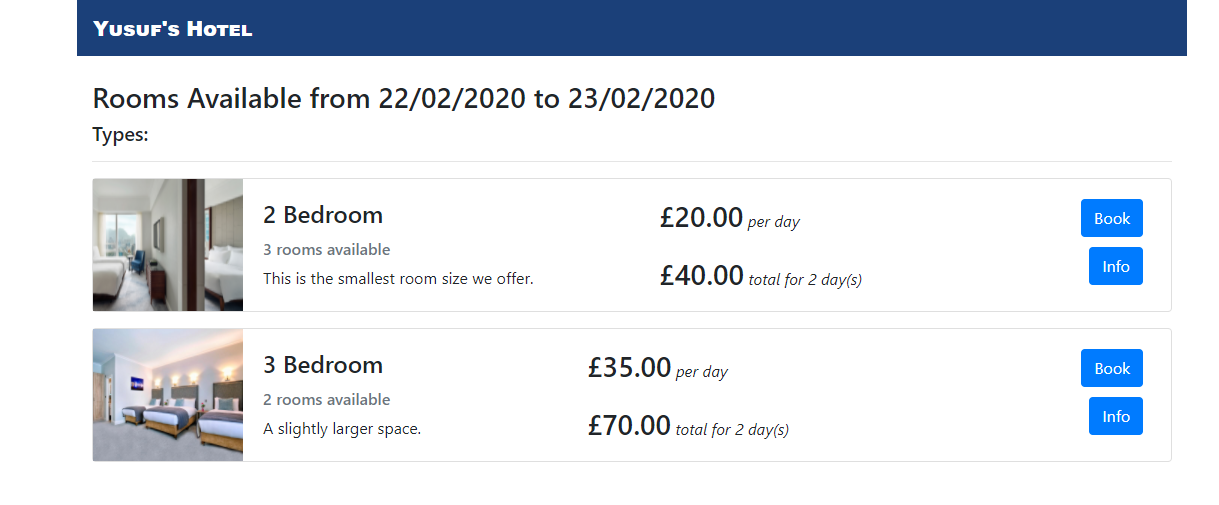 Yusuf's Hotel
Rooms Available from 22/02/2020 to 23/02/2020
Types:
2 Bedroom
3 rooms available
This is the smallest room size we offer.
£20.00 per day
£40.00 total for 2 day(s)
Book
Info
3 Bedroom
2 rooms available
A slightly larger space.
£35.00 per day
£70.00 total for 2 day(s)
Book
Info